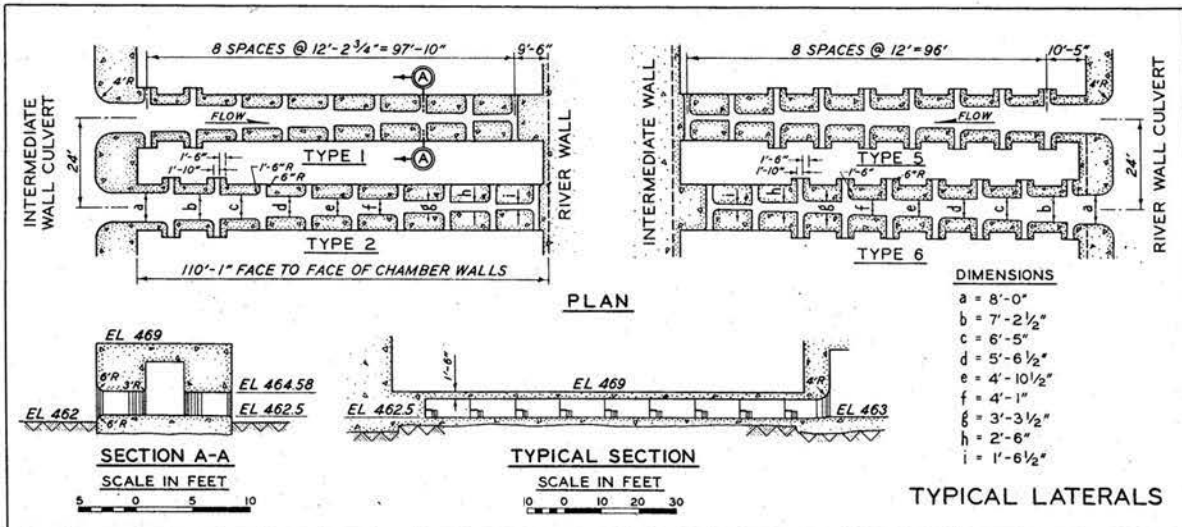 8 SPACES @ 12'-2 3/4" = 97'-10"
9'-6"
8 SPACES @ 12' = 96'
10'-5"
4'R
A
4'R
INTERMEDIATE
WALL CULVERT
24'
FLOW
TYPE 1
1'-6"
1'-10"
1'-6"R
6"R
A
RIVER WALL
a
b
c
d
e
f
g
h
i
TYPE 2
110'-1" FACE TO FACE OF CHAMBER WALLS
INTERMEDIATE WALL
FLOW
TYPE 5
1'-6"
1'-10"
1'-6"
6"R
24'
RIVER WALL CULVERT
i
h
g
f
e
d
c
b
a
TYPE 6
PLAN
DIMENSIONS
a = 8'-0"
b = 7'-2 1/2"
c = 6'-5"
d = 5'-6 1/2"
e = 4'-10 1/2"
f = 4'-1"
g = 3'-3 1/2"
h = 2'-6"
i = 1'-6 1/2"
EL 469
6'R
3'R
EL 464.58
EL 462
EL 462.5
6'R
SECTION A-A
SCALE IN FEET
5 0 5 10
1'-6"
EL 469
4'R
EL 462.5
EL 463
TYPICAL SECTION
SCALE IN FEET
10 0 10 20 30
TYPICAL LATERALS